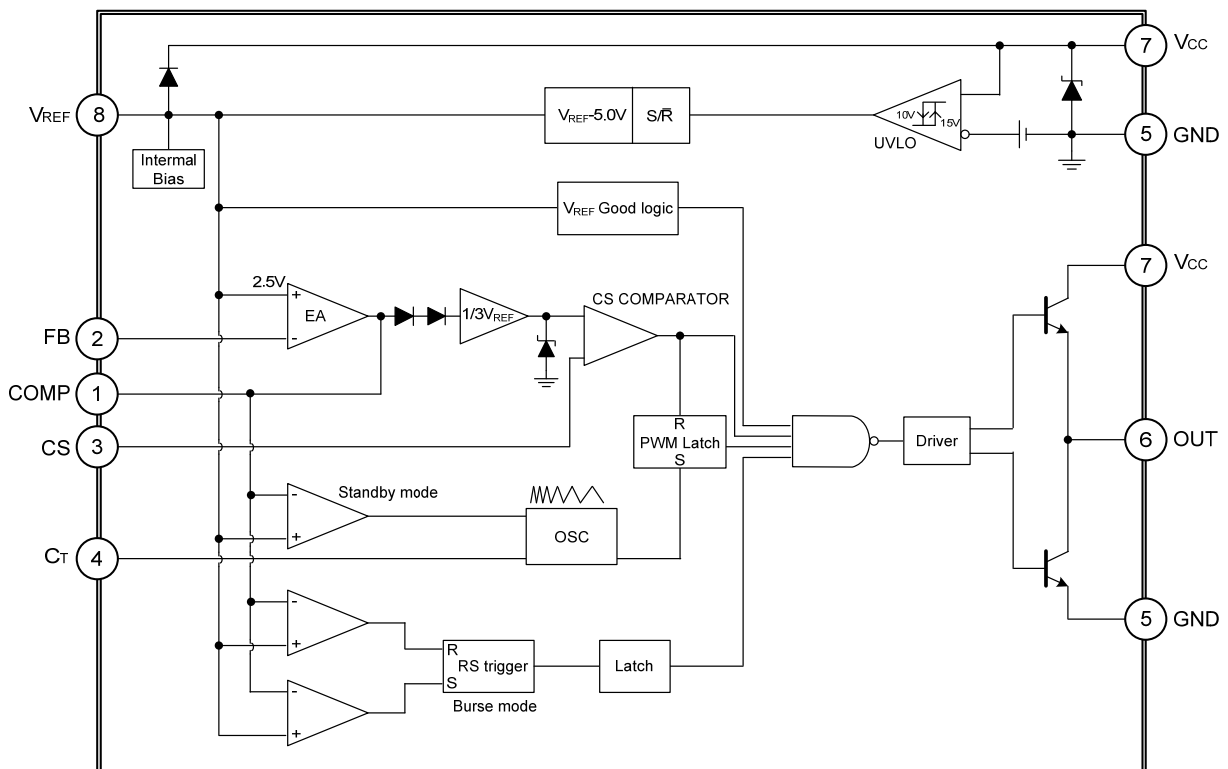 7 VCC
VREF 8
VREF-5.0V S/R̅
10V 15V
UVLO
5 GND
Internal
Bias
VREF Good logic
7 VCC
2.5V
+
EA
-
1/3VREF
CS COMPARATOR
FB 2
COMP 1
CS 3
R
PWM Latch
S
Driver
6 OUT
Standby mode
-
+
OSC
CT 4
-
+
R
RS trigger
S
Latch
5 GND
-
+
Burse mode